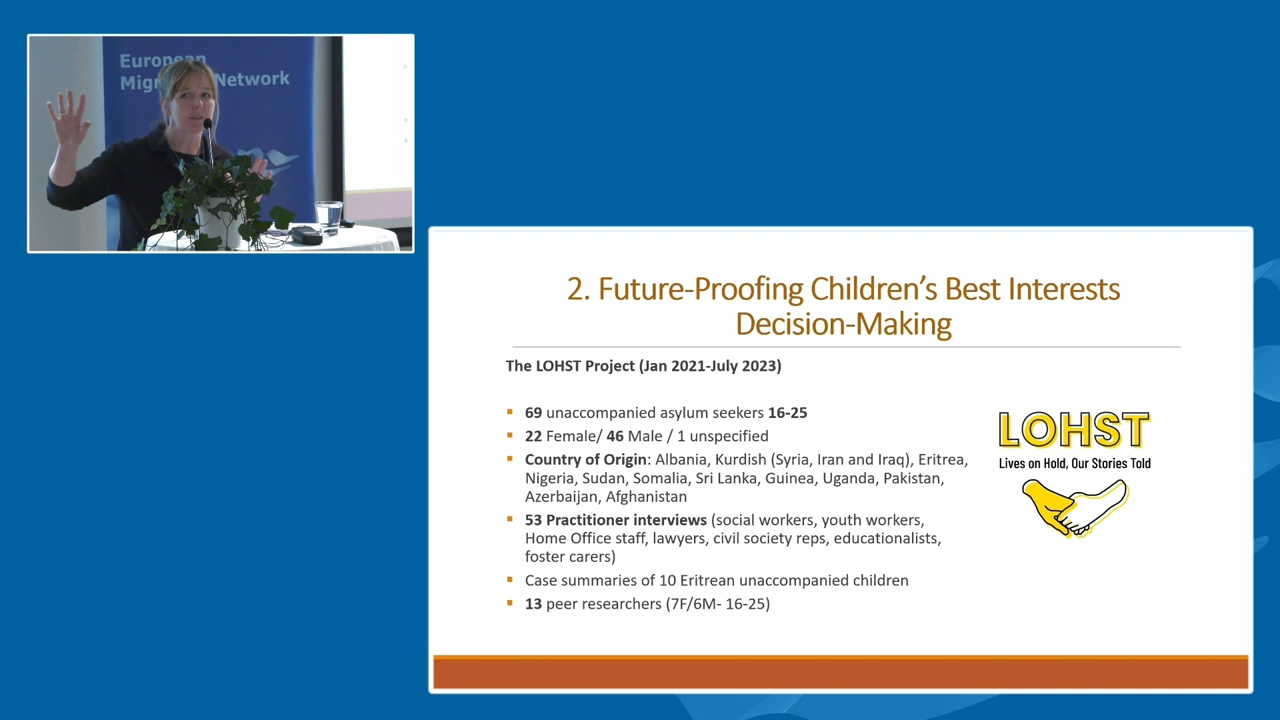 European
Migr Network
2. Future-Proofing Children's Best Interests
Decision-Making
The LOHST Project (Jan 2021-July 2023)
▪ 69 unaccompanied asylum seekers 16-25
▪ 22 Female/ 46 Male / 1 unspecified
▪ Country of Origin: Albania, Kurdish (Syria, Iran and Iraq), Eritrea,
Nigeria, Sudan, Somalia, Sri Lanka, Guinea, Uganda, Pakistan,
Azerbaijan, Afghanistan
▪ 53 Practitioner interviews (social workers, youth workers,
Home Office staff, lawyers, civil society reps, educationalists,
foster carers)
▪ Case summaries of 10 Eritrean unaccompanied children
▪ 13 peer researchers (7F/6M- 16-25)
LOHST
Lives on Hold, Our Stories Told